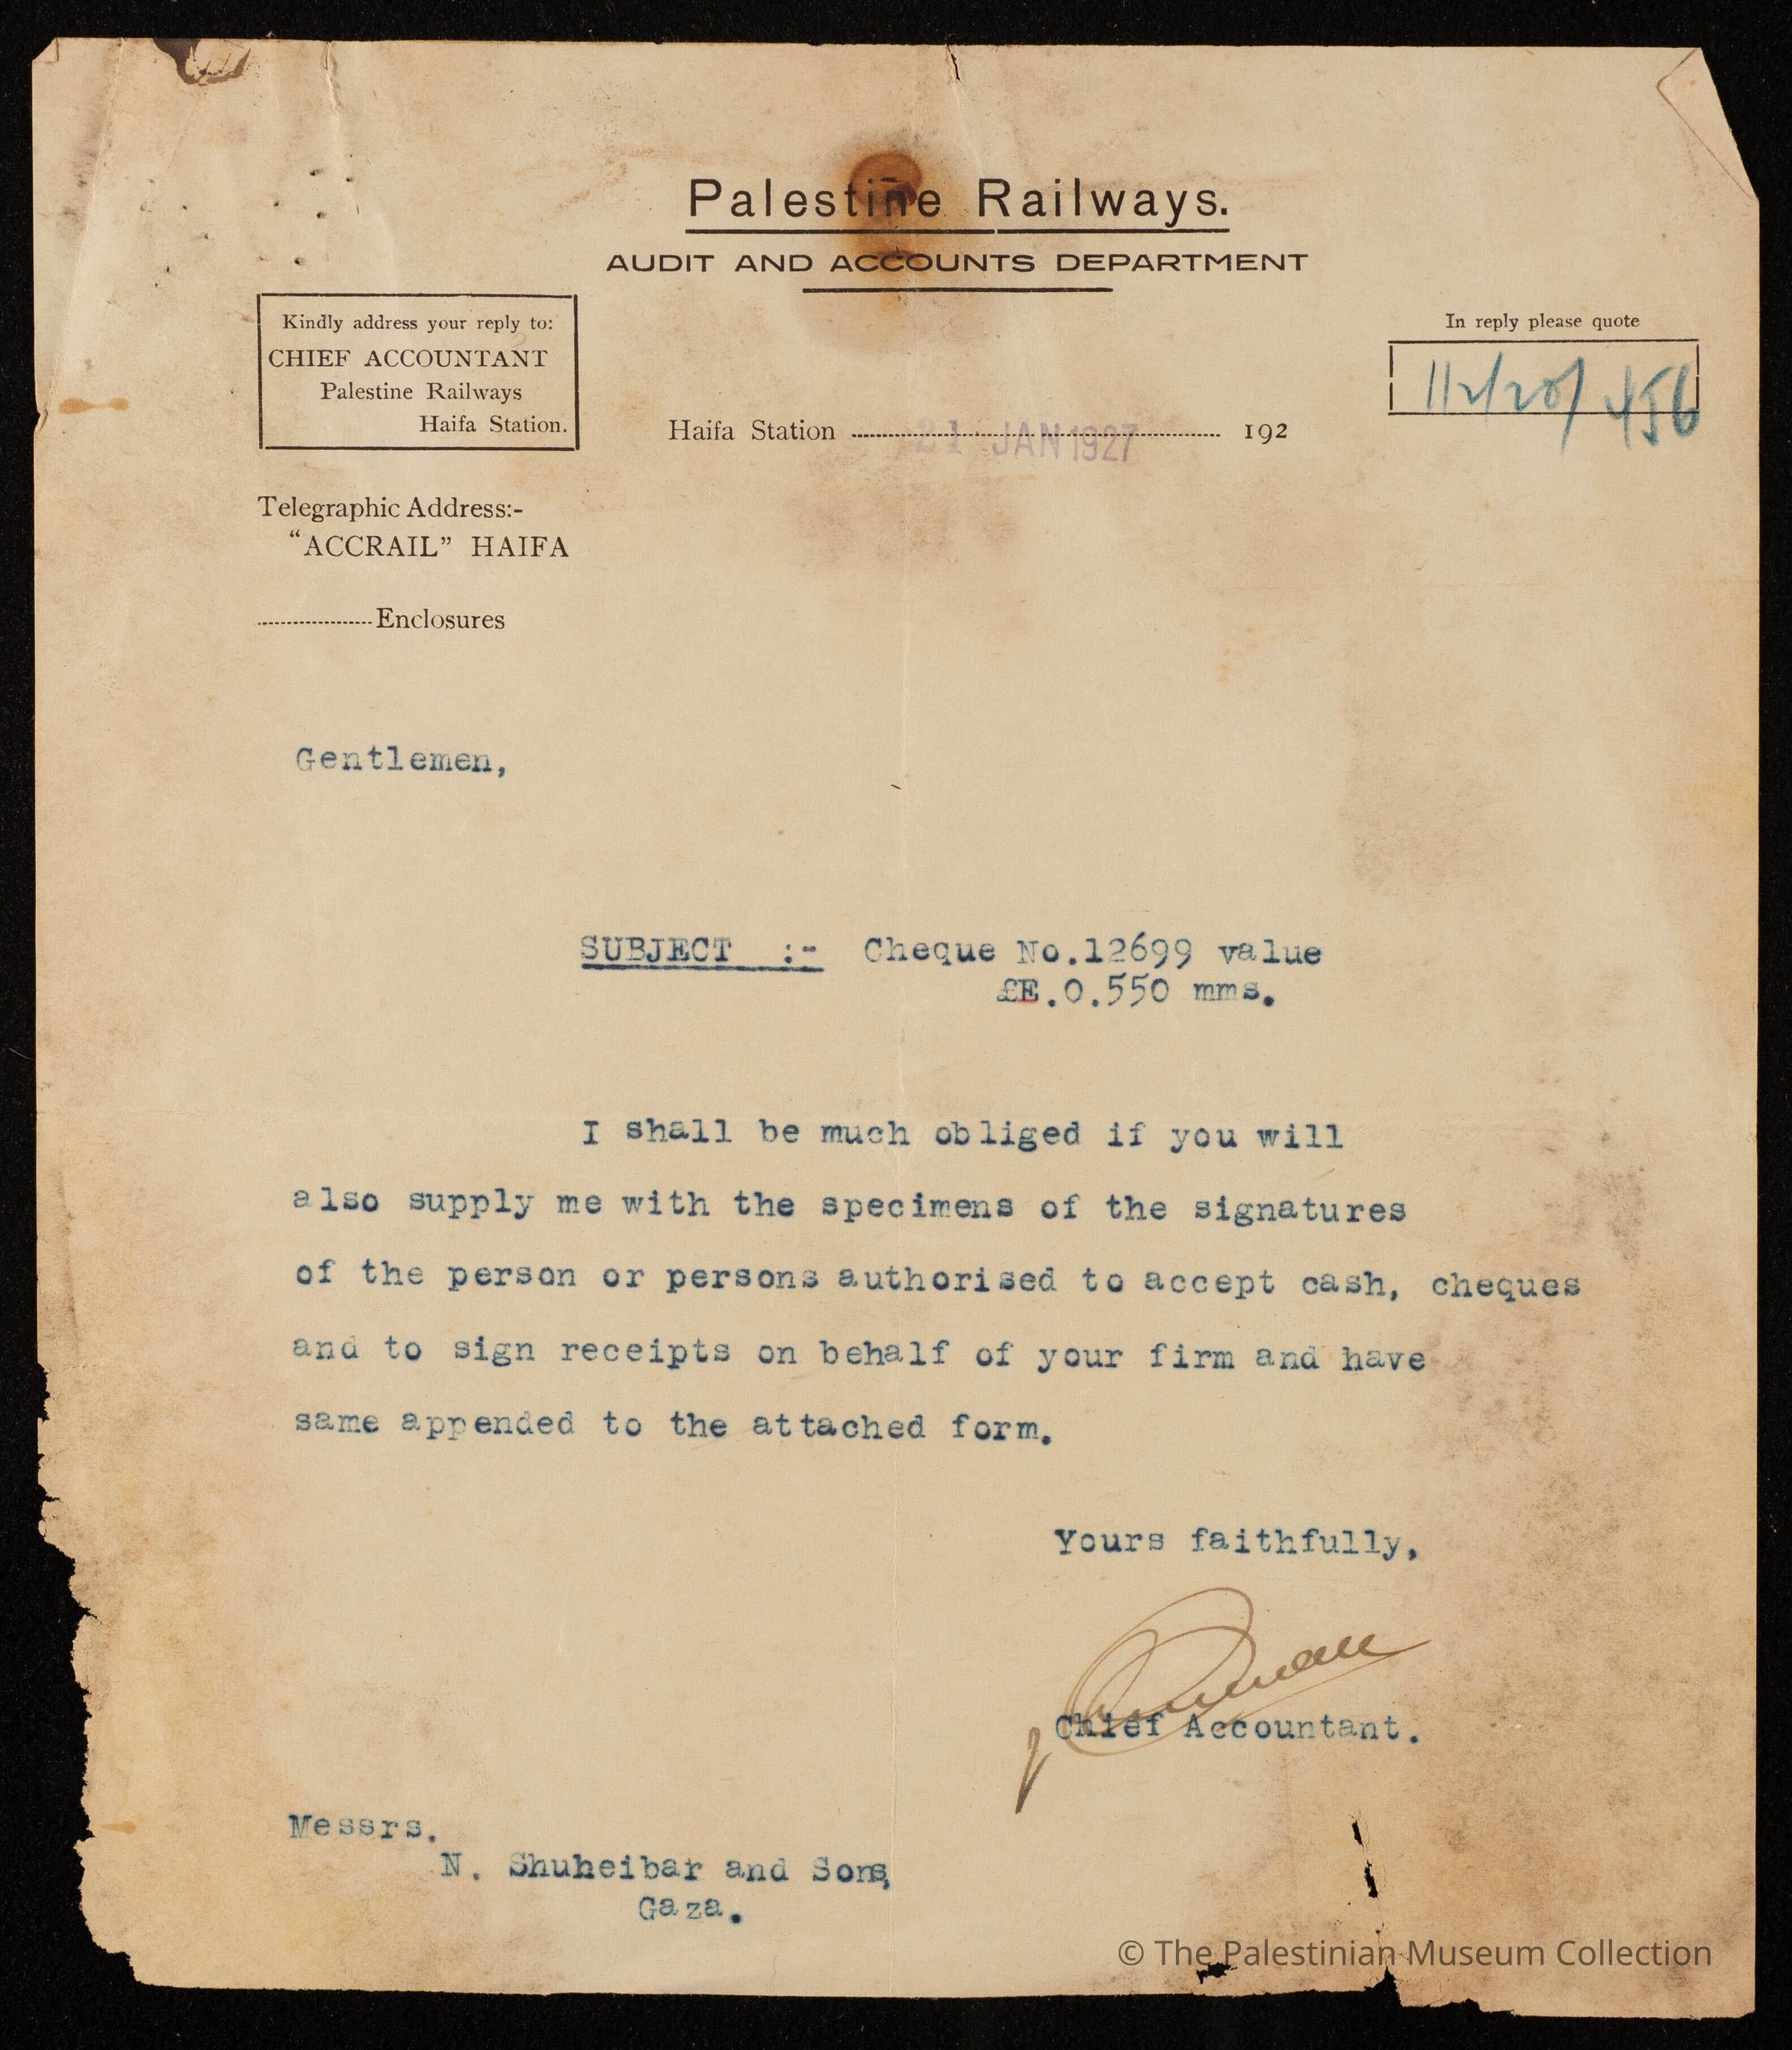 Palestine Railways.
AUDIT AND ACCOUNTS DEPARTMENT
Kindly address your reply to:
CHIEF ACCOUNTANT
Palestine Railways
Haifa Station.
In reply please quote
112/20/ 456
Haifa Station 21 JAN 1927 192
Telegraphic Address:-
"ACCRAIL" HAIFA
Enclosures
Gentlemen,
SUBJECT :- Cheque No.12699 value
£E.0.550 mms.
I shall be much obliged if you will
also supply me with the specimens of the signatures
of the person or persons authorised to accept cash, cheques
and to sign receipts on behalf of your firm and have
same appended to the attached form.
Yours faithfully,
Chief Accountant.
Messrs.
N. Shuheibar and Sons,
Gaza.
© The Palestinian Museum Collection